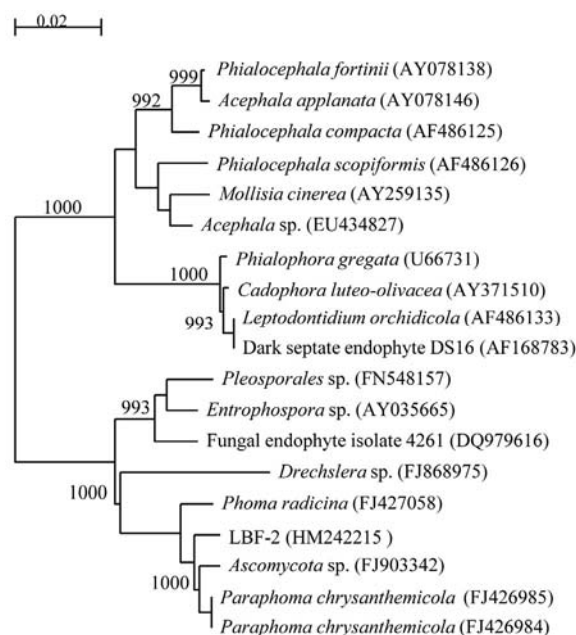 0.02
Phialocephala fortinii (AY078138)
999
Acephala applanata (AY078146)
992
Phialocephala compacta (AF486125)
Phialocephala scopiformis (AF486126)
Mollisia cinerea (AY259135)
1000
Acephala sp. (EU434827)
Phialophora gregata (U66731)
1000
Cadophora luteo-olivacea (AY371510)
Leptodontidium orchidicola (AF486133)
993
Dark septate endophyte DS16 (AF168783)
Pleosporales sp. (FN548157)
993
Entrophospora sp. (AY035665)
Fungal endophyte isolate 4261 (DQ979616)
Drechslera sp. (FJ868975)
1000
Phoma radicina (FJ427058)
LBF-2 (HM242215 )
Ascomycota sp. (FJ903342)
1000
Paraphoma chrysanthemicola (FJ426985)
Paraphoma chrysanthemicola (FJ426984)